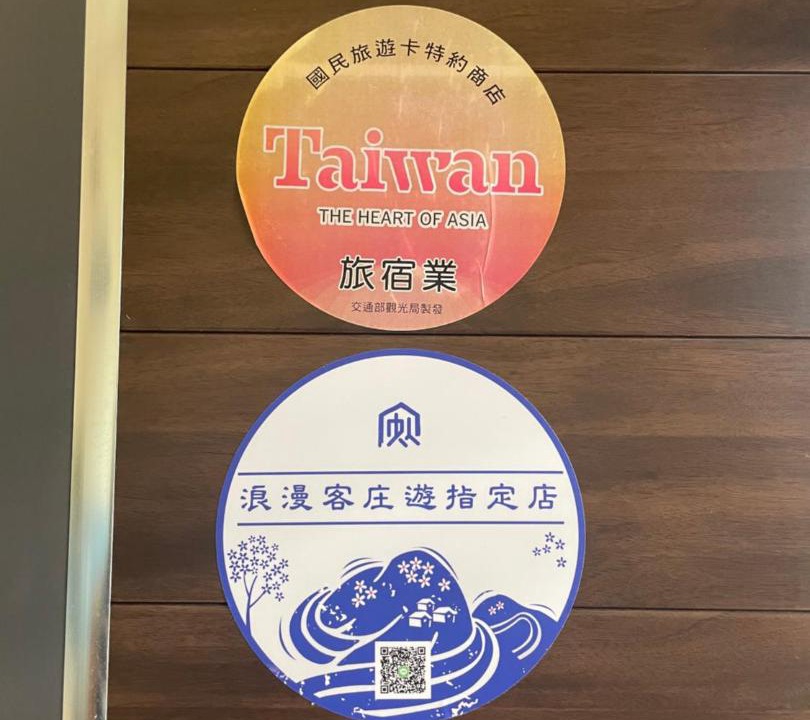 國民旅遊卡特約商店
Taiwan
THE HEART OF ASIA
旅宿業
交通部觀光局製發
浪漫客庄遊指定店